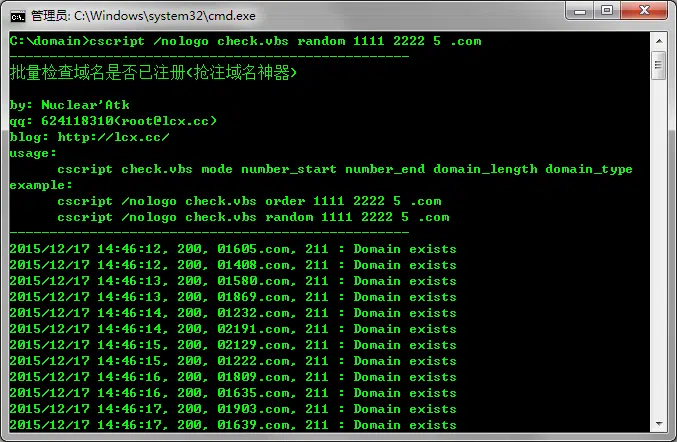 管理员: C:\Windows\system32\cmd.exe
C:\domain>cscript /nologo check.vbs random 1111 2222 5 .com
--------------------------------------------------
批量检查域名是否已注册(抢注域名神器)
by: Nuclear'Atk
qq: 624118310(root@lcx.cc)
blog: http://lcx.cc/
usage:
cscript check.vbs mode number_start number_end domain_length domain_type
example:
cscript /nologo check.vbs order 1111 2222 5 .com
cscript /nologo check.vbs random 1111 2222 5 .com
--------------------------------------------------
2015/12/17 14:46:12, 200, 01605.com, 211 : Domain exists
2015/12/17 14:46:12, 200, 01408.com, 211 : Domain exists
2015/12/17 14:46:13, 200, 01580.com, 211 : Domain exists
2015/12/17 14:46:13, 200, 01869.com, 211 : Domain exists
2015/12/17 14:46:14, 200, 01232.com, 211 : Domain exists
2015/12/17 14:46:14, 200, 02191.com, 211 : Domain exists
2015/12/17 14:46:15, 200, 02129.com, 211 : Domain exists
2015/12/17 14:46:15, 200, 01222.com, 211 : Domain exists
2015/12/17 14:46:16, 200, 01809.com, 211 : Domain exists
2015/12/17 14:46:16, 200, 01635.com, 211 : Domain exists
2015/12/17 14:46:17, 200, 01903.com, 211 : Domain exists
2015/12/17 14:46:17, 200, 01639.com, 211 : Domain exists